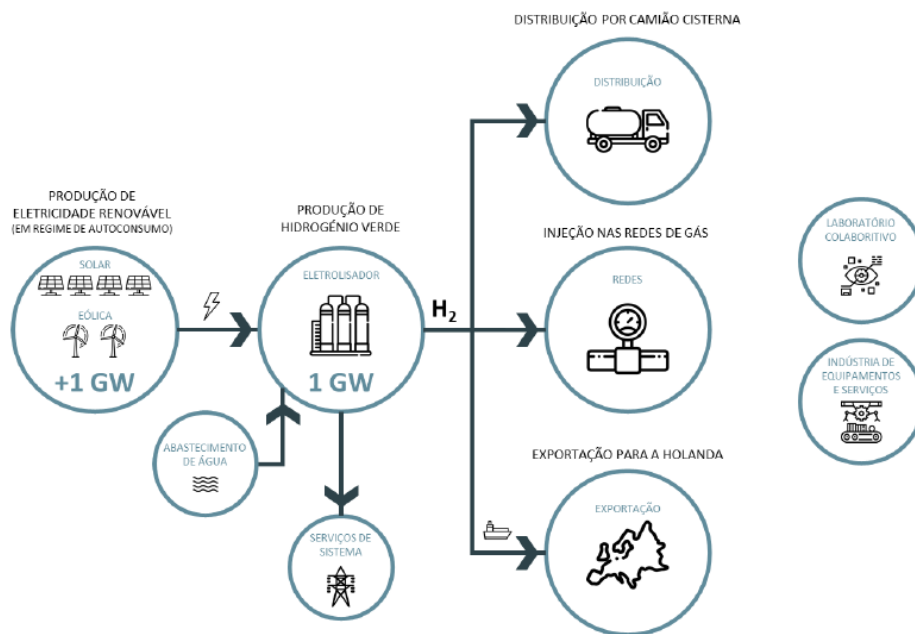 DISTRIBUIÇÃO POR CAMIÃO CISTERNA
DISTRIBUIÇÃO
PRODUÇÃO DE
ELETRICIDADE RENOVÁVEL
(EM REGIME DE AUTOCONSUMO)
SOLAR
EÓLICA
+1 GW
PRODUÇÃO DE
HIDROGÉNIO VERDE
ELETROLISADOR
1 GW
H2
INJEÇÃO NAS REDES DE GÁS
REDES
LABORATÓRIO
COLABORITIVO
INDÚSTRIA DE
EQUIPAMENTOS
E SERVIÇOS
ABASTECIMENTO
DE ÁGUA
SERVIÇOS DE
SISTEMA
EXPORTAÇÃO PARA A HOLANDA
EXPORTAÇÃO